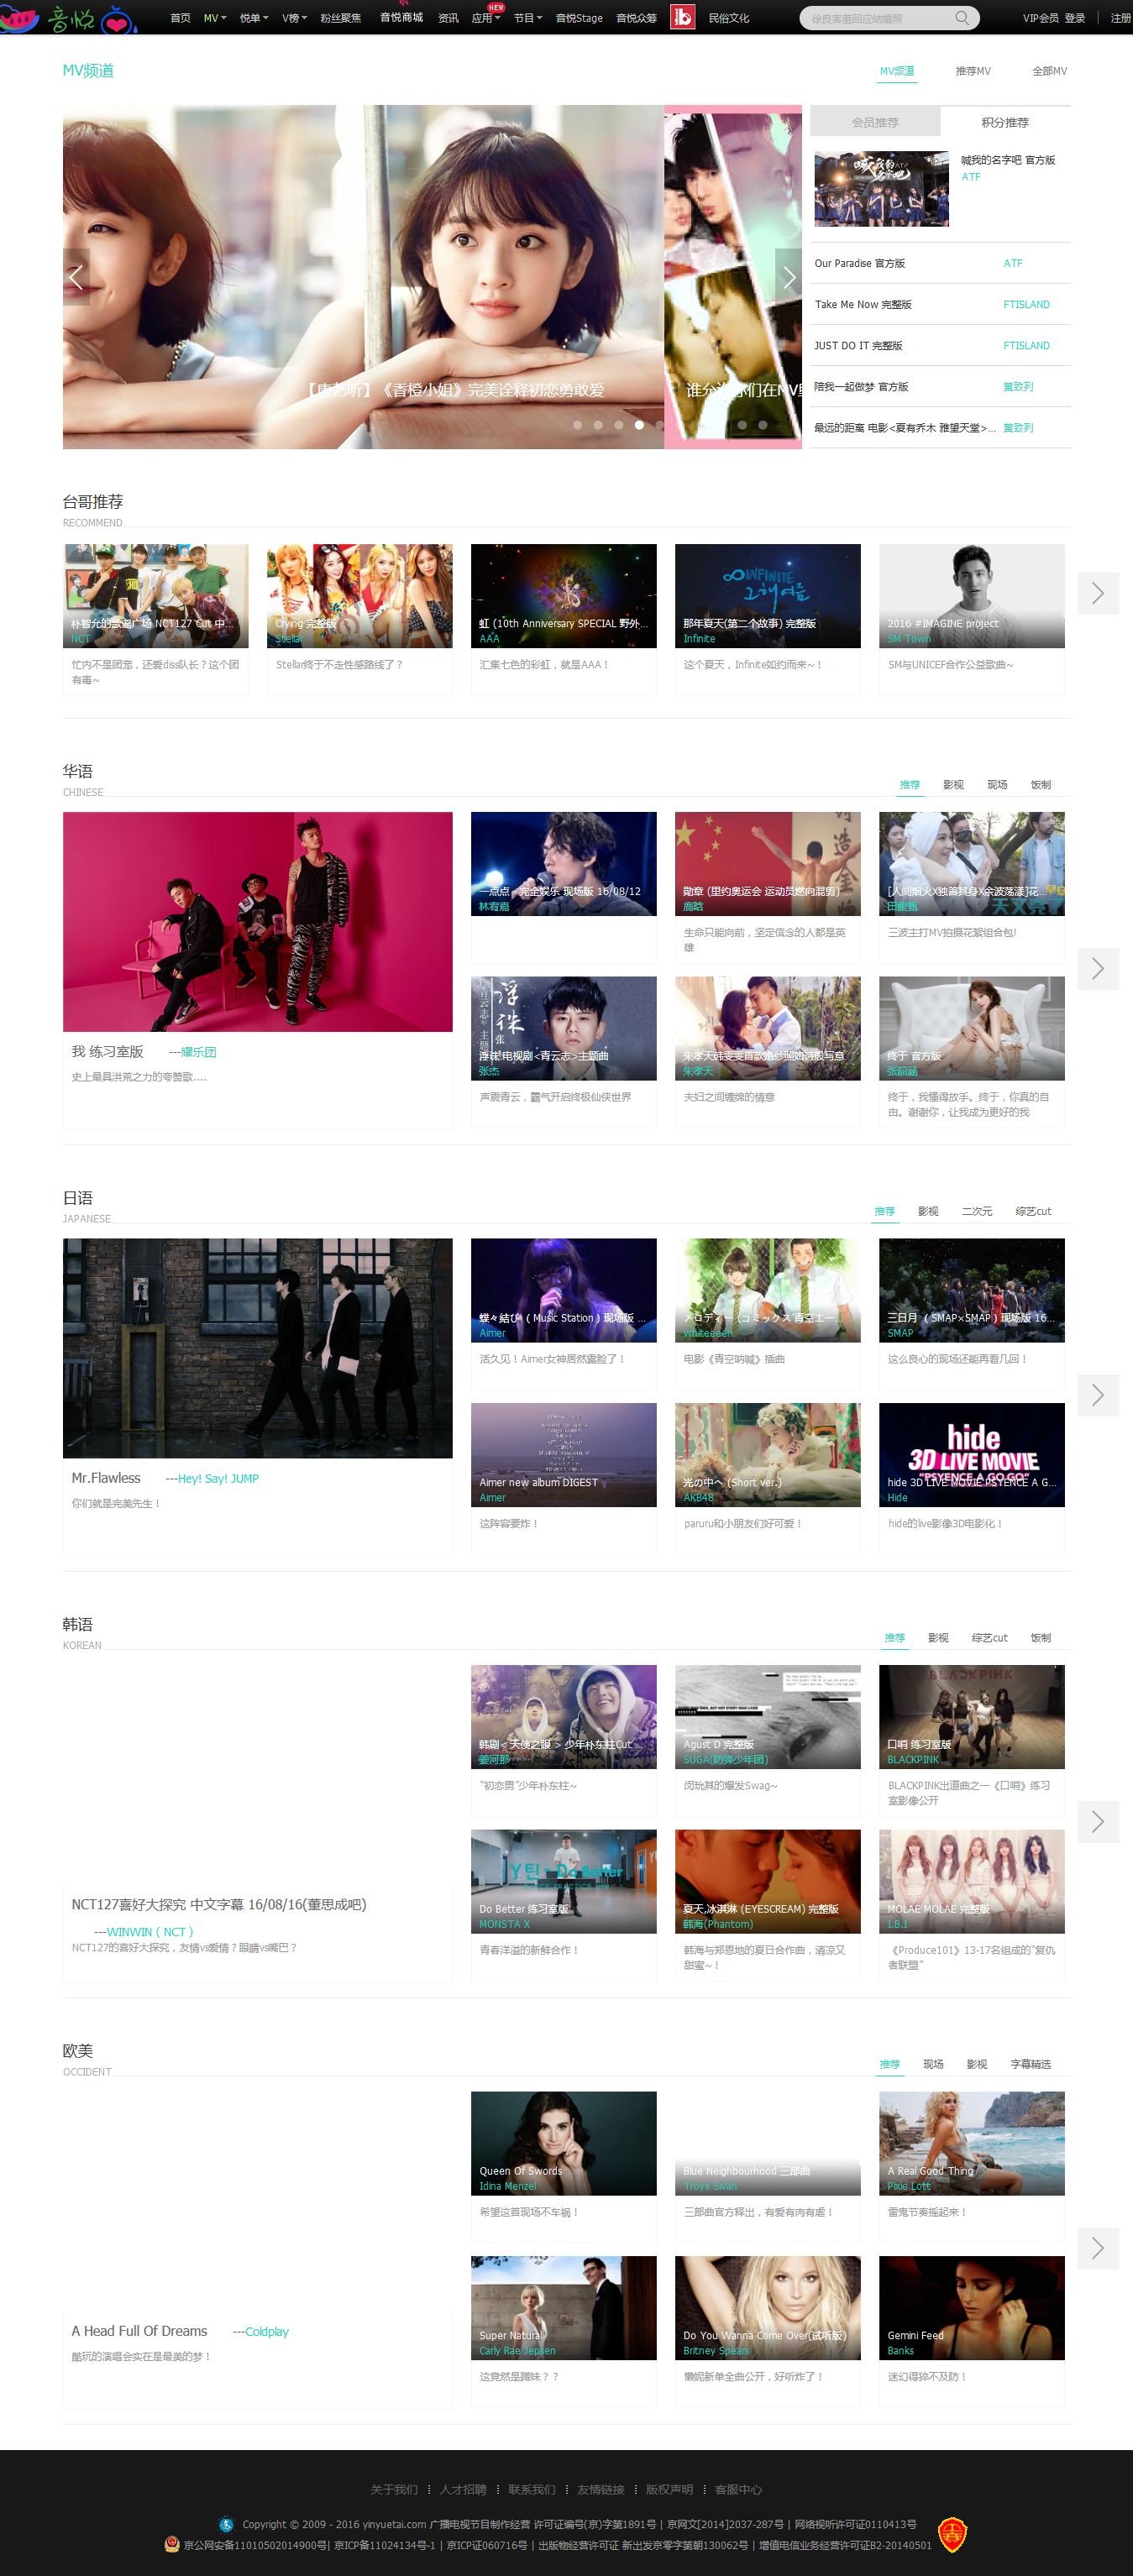 音悦 首页 MV 悦单 V榜 粉丝聚焦 音悦商城 资讯 应用 NEW 节目 音悦Stage 音悦众筹 民俗文化 徐良害羞回应结婚照 VIP会员 登录 注册
MV频道
MV频道 推荐MV 全部MV
会员推荐 积分推荐
喊我的名字吧 官方版
ATF
Our Paradise 官方版 ATF
Take Me Now 完整版 FTISLAND
JUST DO IT 完整版 FTISLAND
陪我一起做梦 官方版 黄致列
最远的距离 电影<夏有乔木 雅望天堂>... 黄致列
【唐艺昕】《香橙小姐》完美诠释初恋勇敢爱
台哥推荐
RECOMMEND
朴智允的歌谣广场 NCT127 Cut 中...
NCT
忙内不是团宠，还爱diss队长？这个团有毒~
Crying 完整版
Stellar
Stellar终于不走性感路线了？
虹 (10th Anniversary SPECIAL 野外...
AAA
汇集七色的彩虹，就是AAA！
INFINITE
那年夏天(第二个故事) 完整版
Infinite
这个夏天，Infinite如约而来~！
2016 #IMAGINE project
SM Town
SM与UNICEF合作公益歌曲~
华语
CHINESE
推荐 影视 现场 饭制
我 练习室版 ---耀乐团
史上最具洪荒之力的夸赞歌....
一点点 - 完全娱乐 现场版 16/08/12
林宥嘉
勋章 (里约奥运会 运动员燃向混剪) ...
鹿晗
生命只能向前，坚定信念的人都是英雄
[人间烟火X独善其身X余波荡漾]花...
田馥甄
三波主打MV拍摄花絮组合包!
浮诛 电视剧<青云志>主题曲
张杰
声震青云，霸气开启终极仙侠世界
朱孝天韩雯雯首款婚纱照如诗般写意
朱孝天
夫妇之间缠绵的情意
终于 官方版
张韶涵
终于，我懂得放手。终于，你真的自由。谢谢你，让我成为更好的我
日语
JAPANESE
推荐 影视 二次元 综艺cut
Mr.Flawless ---Hey! Say! JUMP
你们就是完美先生！
蝶々結び ( Music Station ) 现场版 ...
Aimer
活久见！Aimer女神居然露脸了！
メロディー (コミックス 青空エー...
Whiteeeen
电影《青空呐喊》插曲
三日月 ( SMAP×SMAP ) 现场版 16...
SMAP
这么良心的现场还能再看几回！
Aimer new album DIGEST
Aimer
这阵容要炸！
光の中へ (Short ver.)
AKB48
paruru和小朋友们好可爱！
hide
3D LIVE MOVIE
"PSYENCE A GO GO"
hide 3D LIVE MOVIE PSYENCE A G...
Hide
hide的live影像3D电影化！
韩语
KOREAN
推荐 影视 综艺cut 饭制
NCT127喜好大探究 中文字幕 16/08/16(董思成吧)
---WINWIN ( NCT )
NCT127的喜好大探究，友情vs爱情？眼睛vs嘴巴？
韩剧＜天使之眼＞少年朴东柱Cut ...
姜河那
"初恋男"少年朴东柱~
Agust D 完整版
SUGA(防弹少年团)
闵玧其的爆发Swag~
BLACKPINK
口哨 练习室版
BLACKPINK
BLACKPINK出道曲之一《口哨》练习室影像公开
Y틴 - Do Better
Do Better 练习室版
MONSTA X
青春洋溢的新鲜合作！
夏天,冰淇淋 (EYESCREAM) 完整版
韩海(Phantom)
韩海与郑恩地的夏日合作曲，清凉又甜蜜~！
MOLAE MOLAE 完整版
I.B.I
《Produce101》13-17名组成的"复仇者联盟"
欧美
OCCIDENT
推荐 现场 影视 字幕精选
A Head Full Of Dreams ---Coldplay
酷玩的演唱会实在是最美的梦！
Queen Of Swords
Idina Menzel
希望这首现场不车祸！
Blue Neighbourhood 三部曲
Troye Sivan
三部曲官方释出，有爱有肉有虐！
A Real Good Thing
Pixie Lott
雷鬼节奏摇起来！
Super Natural
Carly Rae Jepsen
这竟然是蹲妹？？
Do You Wanna Come Over(试听版)
Britney Spears
懒妮新单全曲公开，好听炸了！
Gemini Feed
Banks
迷幻得猝不及防！
关于我们 人才招聘 联系我们 友情链接 版权声明 客服中心
Copyright © 2009 - 2016 yinyuetai.com 广播电视节目制作经营 许可证编号(京)字第1891号 | 京网文[2014]2037-287号 | 网络视听许可证0110413号
京公网安备11010502014900号| 京ICP备11024134号-1 | 京ICP证060716号 | 出版物经营许可证 新出发京零字第朝130062号 | 增值电信业务经营许可证B2-20140501